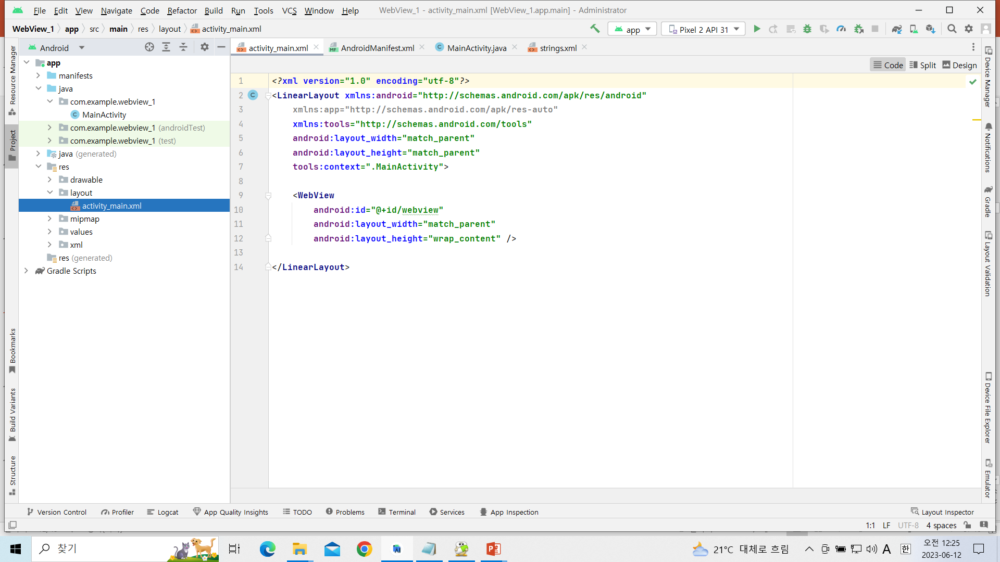 File Edit View Navigate Code Refactor Build Run Tools VCS Window Help WebView_1 - activity_main.xml [WebView_1.app.main] - Administrator
WebView_1 app src main res layout activity_main.xml app Pixel 2 API 31
Android
activity_main.xml AndroidManifest.xml MainActivity.java strings.xml
Code Split Design
Resource Manager
Project
Bookmarks
Build Variants
Structure
app
manifests
java
com.example.webview_1
MainActivity
com.example.webview_1 (androidTest)
com.example.webview_1 (test)
java (generated)
res
drawable
layout
activity_main.xml
mipmap
values
xml
res (generated)
Gradle Scripts
1 <?xml version="1.0" encoding="utf-8"?>
2 <LinearLayout xmlns:android="http://schemas.android.com/apk/res/android"
3 xmlns:app="http://schemas.android.com/apk/res-auto"
4 xmlns:tools="http://schemas.android.com/tools"
5 android:layout_width="match_parent"
6 android:layout_height="match_parent"
7 tools:context=".MainActivity">
8
9 <WebView
10 android:id="@+id/webview"
11 android:layout_width="match_parent"
12 android:layout_height="wrap_content" />
13
14 </LinearLayout>
Device Manager
Notifications
Gradle
Layout Validation
Device File Explorer
Emulator
Version Control Profiler Logcat App Quality Insights TODO Problems Terminal Services App Inspection Layout Inspector
1:1 LF UTF-8 4 spaces
찾기 21°C 대체로 흐림 A 한 오전 12:25
2023-06-12